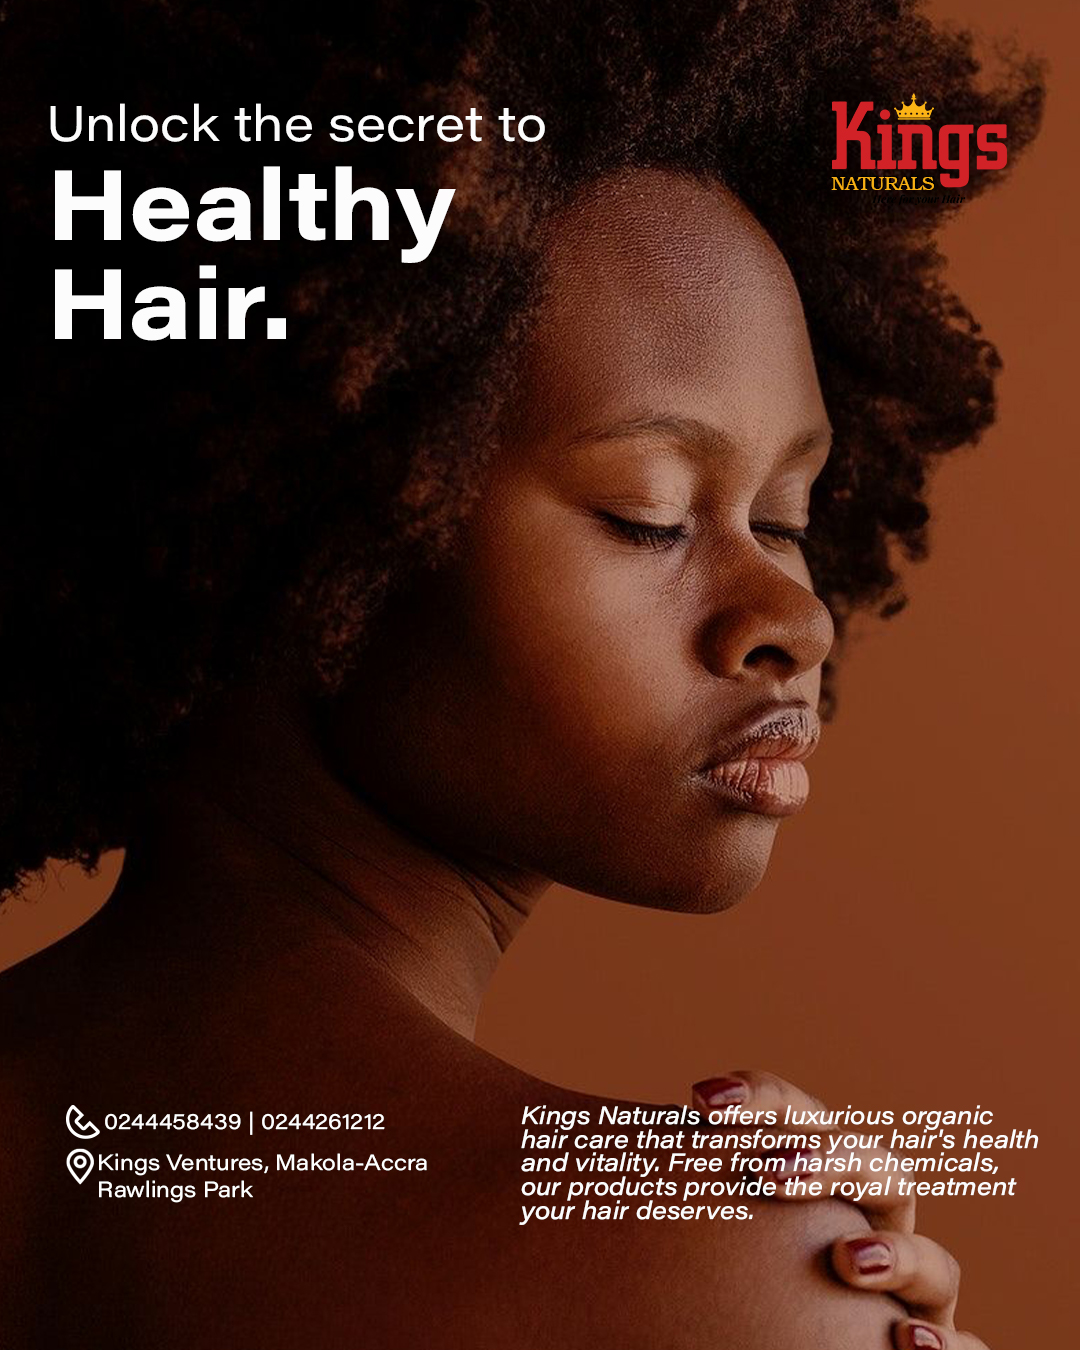 Unlock the secret to
Healthy
Hair.
Kings
NATURALS
0244458439 | 0244261212
Kings Ventures, Makola-Accra
Rawlings Park
Kings Naturals offers luxurious organic
hair care that transforms your hair's health
and vitality. Free from harsh chemicals,
our products provide the royal treatment
your hair deserves.